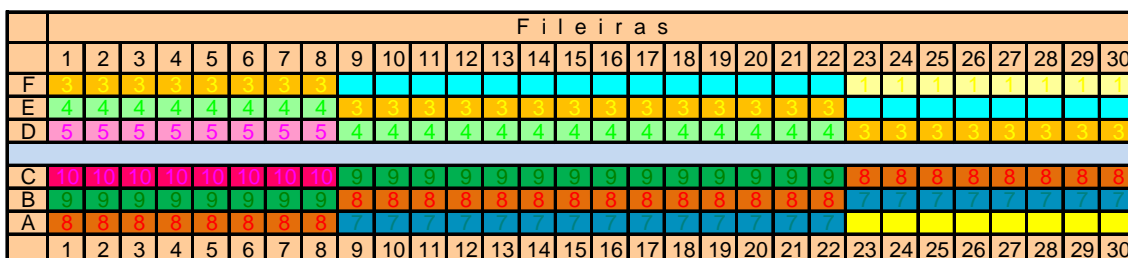 Fileiras
1 2 3 4 5 6 7 8 9 10 11 12 13 14 15 16 17 18 19 20 21 22 23 24 25 26 27 28 29 30
F 3 3 3 3 3 3 3 3 1 1 1 1 1 1 1 1
E 4 4 4 4 4 4 4 4 3 3 3 3 3 3 3 3 3 3 3 3 3 3
D 5 5 5 5 5 5 5 5 4 4 4 4 4 4 4 4 4 4 4 4 4 4 3 3 3 3 3 3 3 3
C 10 10 10 10 10 10 10 10 9 9 9 9 9 9 9 9 9 9 9 9 9 9 8 8 8 8 8 8 8 8
B 9 9 9 9 9 9 9 9 8 8 8 8 8 8 8 8 8 8 8 8 8 8 7 7 7 7 7 7 7 7
A 8 8 8 8 8 8 8 8 7 7 7 7 7 7 7 7 7 7 7 7 7 7
1 2 3 4 5 6 7 8 9 10 11 12 13 14 15 16 17 18 19 20 21 22 23 24 25 26 27 28 29 30